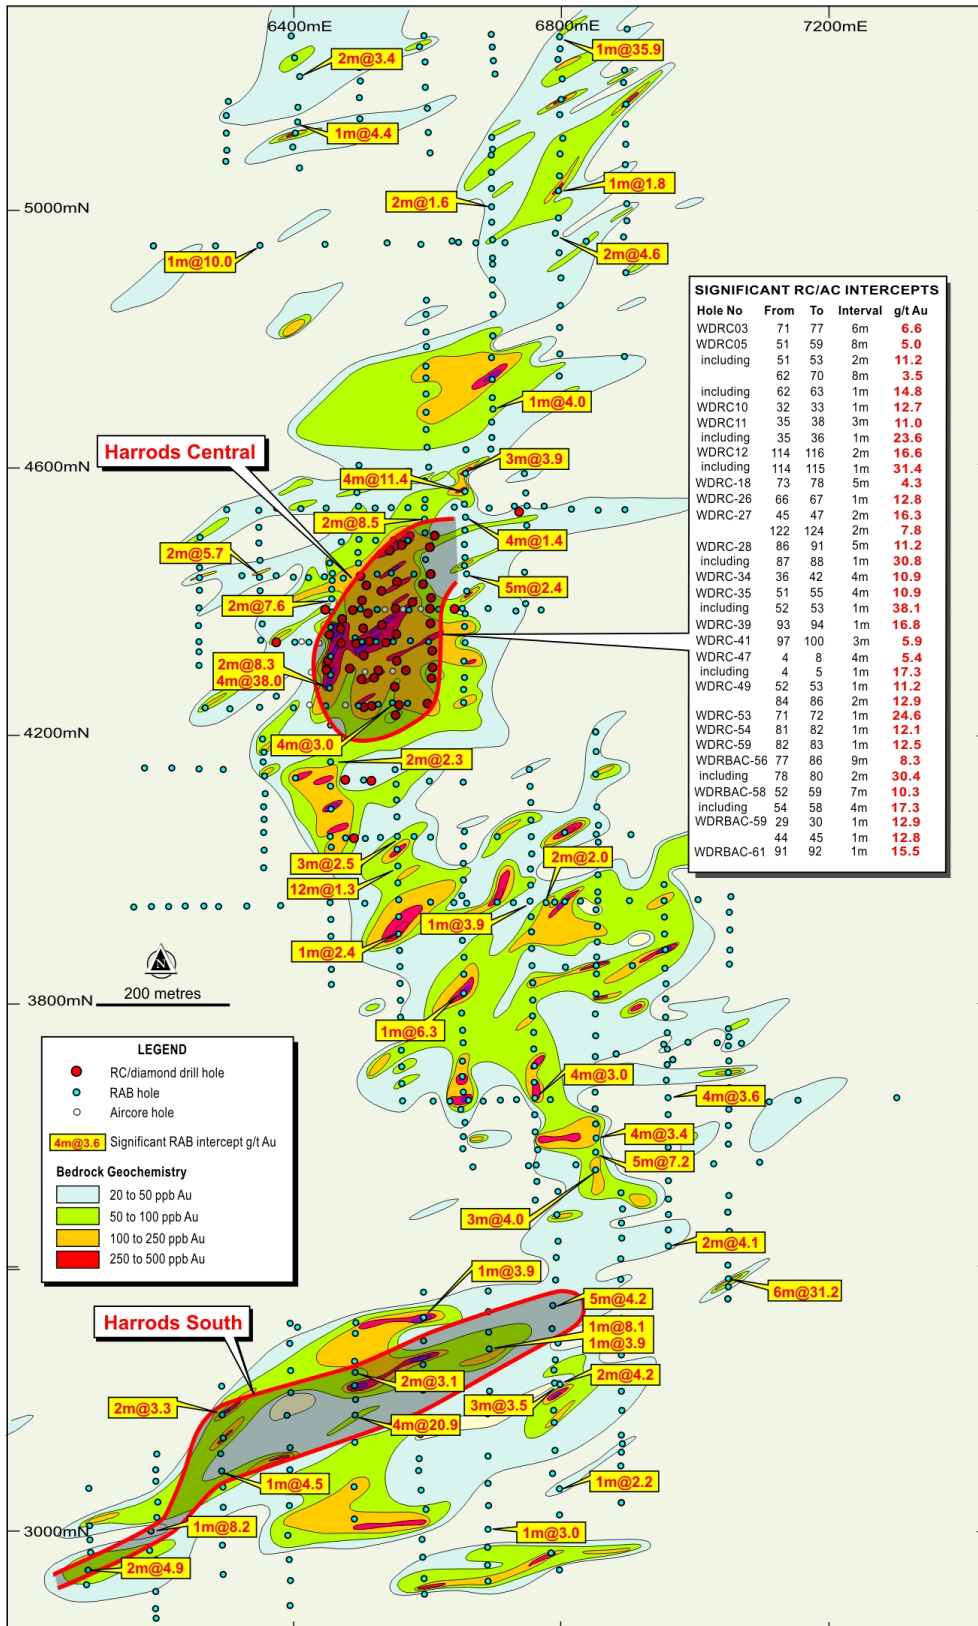 6400mE
6800mE
7200mE
2m@3.4
1m@35.9
1m@4.4
1m@1.8
2m@1.6
5000mN
2m@4.6
1m@10.0
SIGNIFICANT RC/AC INTERCEPTS
Hole No From To Interval g/t Au
WDRC03 71 77 6m 6.6
WDRC05 51 59 8m 5.0
including 51 53 2m 11.2
62 70 8m 3.5
including 62 63 1m 14.8
WDRC10 32 33 1m 12.7
WDRC11 35 38 3m 11.0
including 35 36 1m 23.6
WDRC12 114 116 2m 16.6
including 114 115 1m 31.4
WDRC-18 73 78 5m 4.3
WDRC-26 66 67 1m 12.8
WDRC-27 45 47 2m 16.3
122 124 2m 7.8
WDRC-28 86 91 5m 11.2
including 87 88 1m 30.8
WDRC-34 36 42 4m 10.9
WDRC-35 51 55 4m 10.9
including 52 53 1m 38.1
WDRC-39 93 94 1m 16.8
WDRC-41 97 100 3m 5.9
WDRC-47 4 8 4m 5.4
including 4 5 1m 17.3
WDRC-49 52 53 1m 11.2
84 86 2m 12.9
WDRC-53 71 72 1m 24.6
WDRC-54 81 82 1m 12.1
WDRC-59 82 83 1m 12.5
WDRBAC-56 77 86 9m 8.3
including 78 80 2m 30.4
WDRBAC-58 52 59 7m 10.3
including 54 58 4m 17.3
WDRBAC-59 29 30 1m 12.9
44 45 1m 12.8
WDRBAC-61 91 92 1m 15.5
1m@4.0
Harrods Central
3m@3.9
4600mN
4m@11.4
2m@8.5
4m@1.4
2m@5.7
5m@2.4
2m@7.6
2m@8.3
4m@38.0
4200mN
4m@3.0
2m@2.3
3m@2.5
2m@2.0
12m@1.3
1m@3.9
1m@2.4
N
200 metres
3800mN
1m@6.3
LEGEND
RC/diamond drill hole
RAB hole
Aircore hole
4m@3.6 Significant RAB intercept g/t Au
Bedrock Geochemistry
20 to 50 ppb Au
50 to 100 ppb Au
100 to 250 ppb Au
250 to 500 ppb Au
4m@3.0
4m@3.6
4m@3.4
5m@7.2
3m@4.0
2m@4.1
1m@3.9
6m@31.2
5m@4.2
Harrods South
1m@8.1
1m@3.9
2m@4.2
2m@3.1
3m@3.5
2m@3.3
4m@20.9
1m@4.5
1m@2.2
3000mN
1m@8.2
1m@3.0
2m@4.9